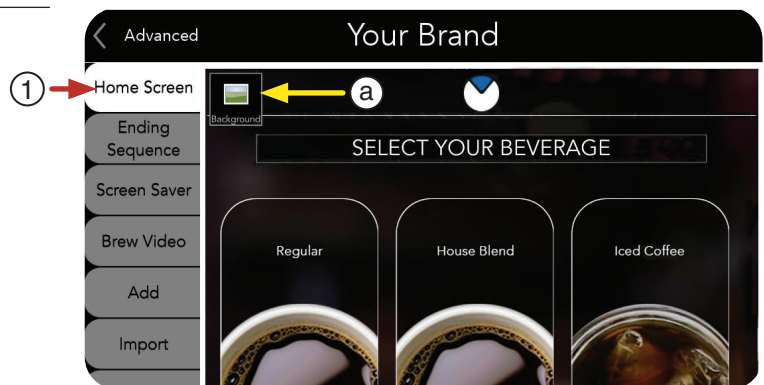 Advanced
Your Brand
1
Home Screen
a
Background
Ending
Sequence
SELECT YOUR BEVERAGE
Screen Saver
Brew Video
Regular
House Blend
Iced Coffee
Add
Import